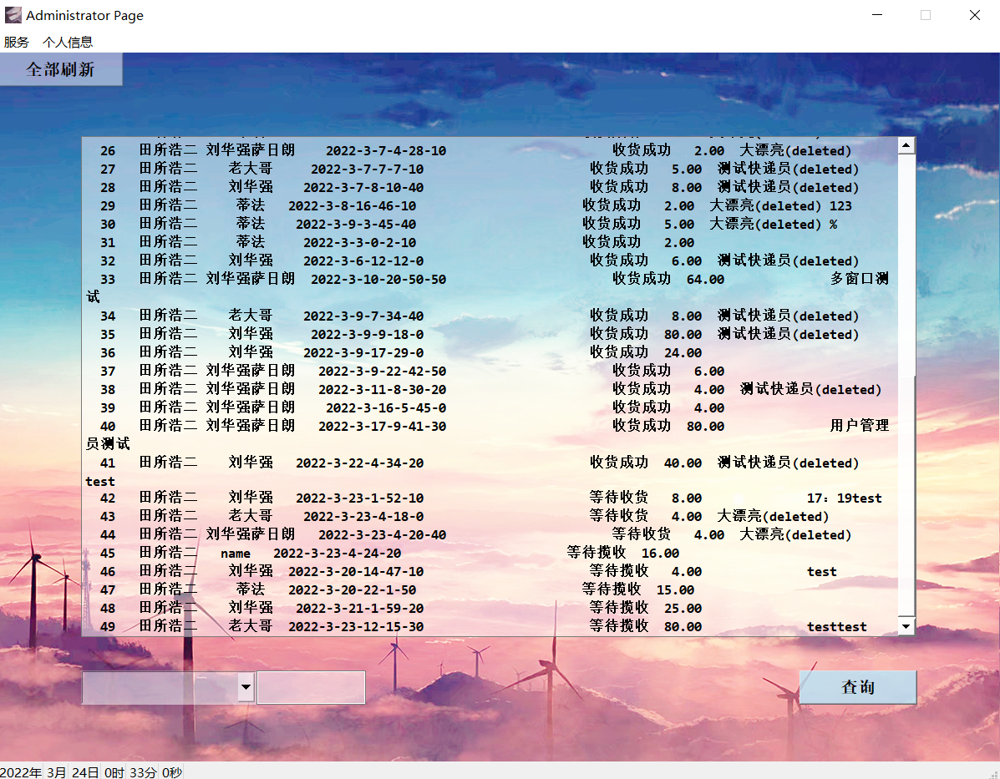 Administrator Page
服务 个人信息
全部刷新
26 田所浩二 刘华强萨日朗 2022-3-7-4-28-10 收货成功 2.00 大漂亮(deleted)
27 田所浩二 老大哥 2022-3-7-7-7-10 收货成功 5.00 测试快递员(deleted)
28 田所浩二 刘华强 2022-3-7-8-10-40 收货成功 8.00 测试快递员(deleted)
29 田所浩二 蒂法 2022-3-8-16-46-10 收货成功 2.00 大漂亮(deleted) 123
30 田所浩二 蒂法 2022-3-9-3-45-40 收货成功 5.00 大漂亮(deleted) %
31 田所浩二 蒂法 2022-3-3-0-2-10 收货成功 2.00
32 田所浩二 刘华强 2022-3-6-12-12-0 收货成功 6.00 测试快递员(deleted)
33 田所浩二 刘华强萨日朗 2022-3-10-20-50-50 收货成功 64.00 多窗口测
试
34 田所浩二 老大哥 2022-3-9-7-34-40 收货成功 8.00 测试快递员(deleted)
35 田所浩二 刘华强 2022-3-9-9-18-0 收货成功 80.00 测试快递员(deleted)
36 田所浩二 刘华强 2022-3-9-17-29-0 收货成功 24.00
37 田所浩二 刘华强萨日朗 2022-3-9-22-42-50 收货成功 6.00
38 田所浩二 刘华强萨日朗 2022-3-11-8-30-20 收货成功 4.00 测试快递员(deleted)
39 田所浩二 刘华强萨日朗 2022-3-16-5-45-0 收货成功 4.00
40 田所浩二 刘华强萨日朗 2022-3-17-9-41-30 收货成功 80.00 用户管理
员测试
41 田所浩二 刘华强 2022-3-22-4-34-20 收货成功 40.00 测试快递员(deleted)
test
42 田所浩二 刘华强 2022-3-23-1-52-10 等待收货 8.00 17：19test
43 田所浩二 老大哥 2022-3-23-4-18-0 等待收货 4.00 大漂亮(deleted)
44 田所浩二 刘华强萨日朗 2022-3-23-4-20-40 等待收货 4.00 大漂亮(deleted)
45 田所浩二 name 2022-3-23-4-24-20 等待揽收 16.00
46 田所浩二 刘华强 2022-3-20-14-47-10 等待揽收 4.00 test
47 田所浩二 蒂法 2022-3-20-22-1-50 等待揽收 15.00
48 田所浩二 刘华强 2022-3-21-1-59-20 等待揽收 25.00
49 田所浩二 老大哥 2022-3-23-12-15-30 等待揽收 80.00 testtest
查询
2022年 3月 24日 0时 33分 0秒